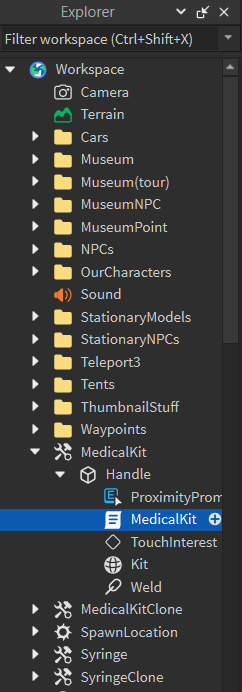 Explorer
Filter workspace (Ctrl+Shift+X)
Workspace
Camera
Terrain
Cars
Museum
Museum(tour)
MuseumNPC
MuseumPoint
NPCs
OurCharacters
Sound
StationaryModels
StationaryNPCs
Teleport3
Tents
ThumbnailStuff
Waypoints
MedicalKit
Handle
ProximityProm
MedicalKit
TouchInterest
Kit
Weld
MedicalKitClone
SpawnLocation
Syringe
SyringeClone